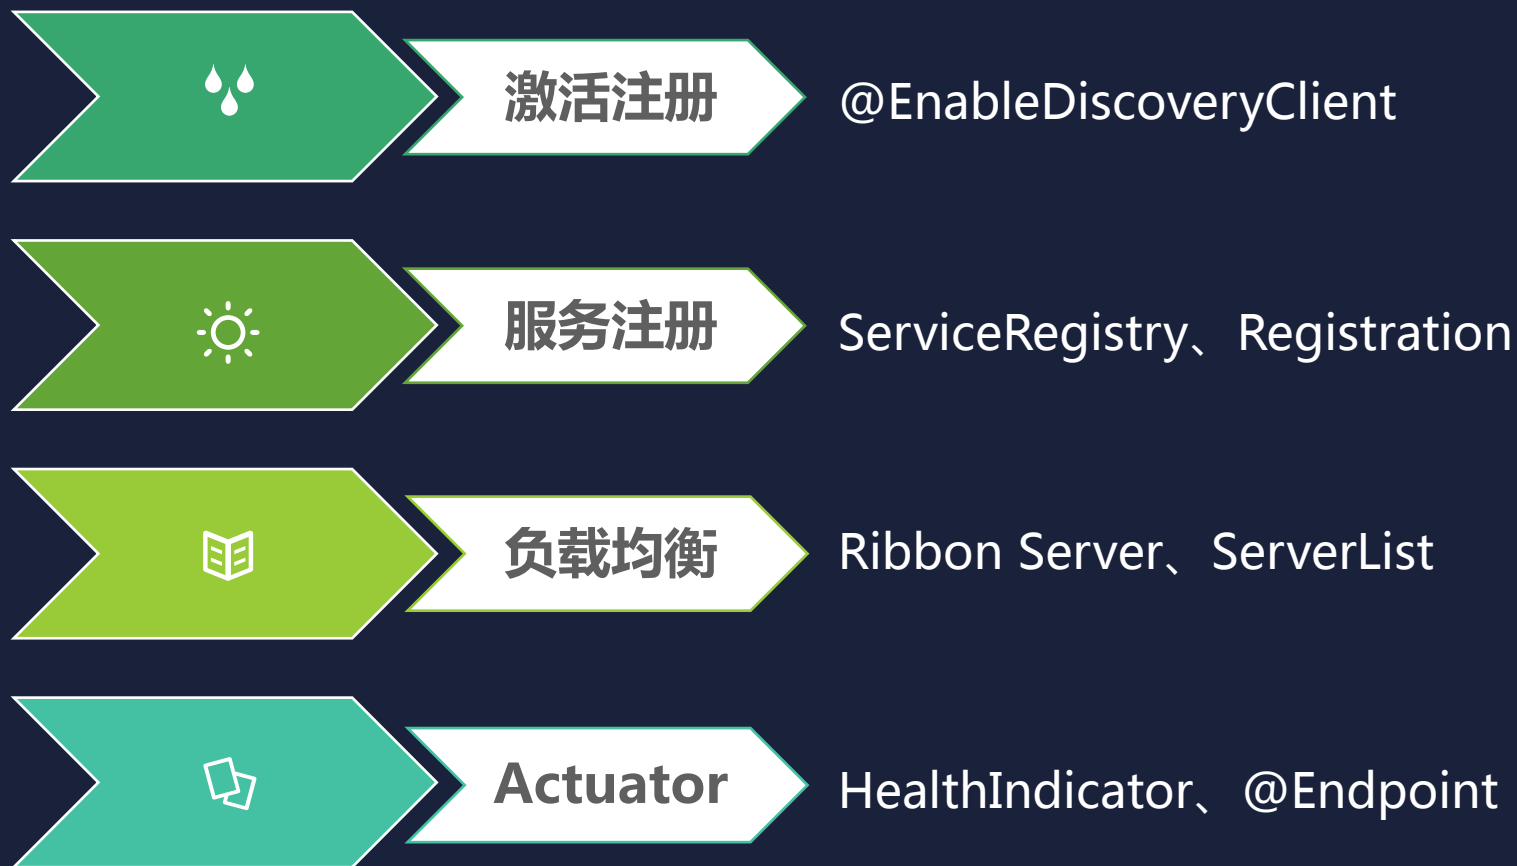 激活注册
@EnableDiscoveryClient
服务注册
ServiceRegistry、Registration
负载均衡
Ribbon Server、ServerList
Actuator
HealthIndicator、@Endpoint